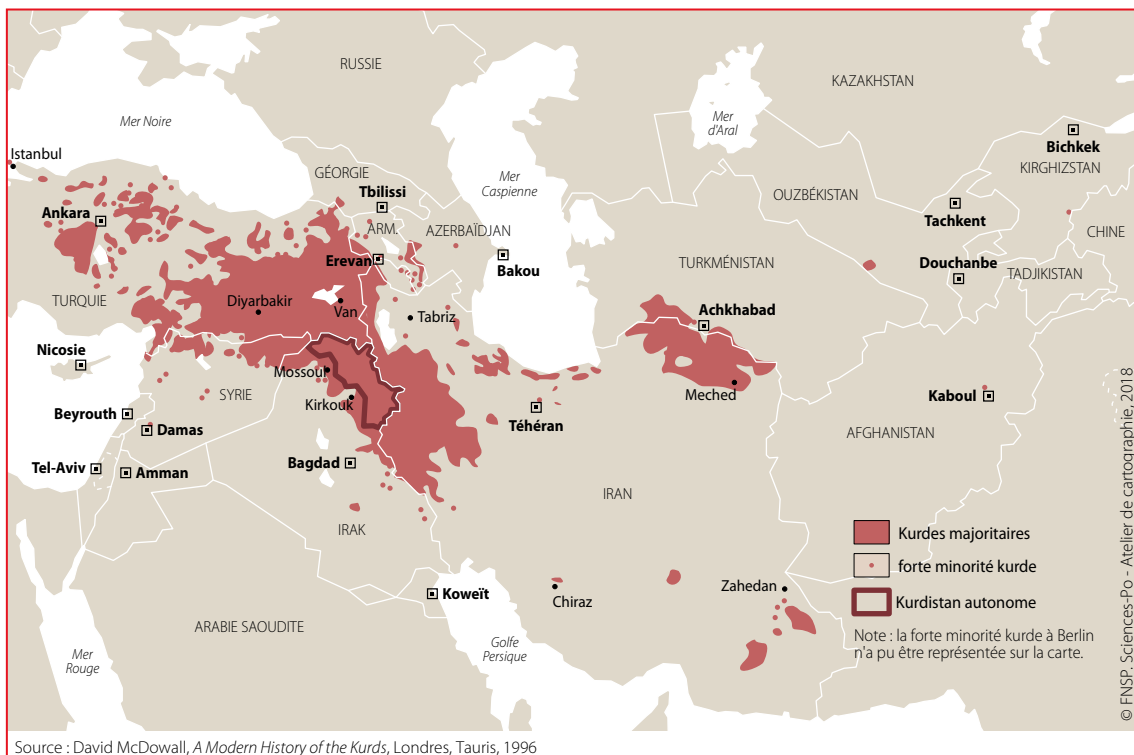 RUSSIE
KAZAKHSTAN
Mer Noire
Mer
d'Aral
Istanbul
Bichkek
KIRGHIZSTAN
GÉORGIE
Mer
Caspienne
Tbilissi
OUZBÉKISTAN
Ankara
ARM.
AZERBAÏDJAN
Tachkent
CHINE
Erevan
Bakou
TURKMÉNISTAN
Douchanbe
TADJIKISTAN
TURQUIE
Diyarbakir
Van
Tabriz
Achkhabad
Nicosie
Mossoul
SYRIE
Kirkouk
Meched
Kaboul
Beyrouth
Damas
Téhéran
AFGHANISTAN
Tel-Aviv
Amman
Bagdad
IRAN
IRAK
Kurdes majoritaires
forte minorité kurde
Kurdistan autonome
Note : la forte minorité kurde à Berlin
n'a pu être représentée sur la carte.
Zahedan
Koweït
Chiraz
ARABIE SAOUDITE
Golfe
Persique
Mer
Rouge
© FNSP. Sciences-Po - Atelier de cartographie, 2018
Source : David McDowall, A Modern History of the Kurds, Londres, Tauris, 1996